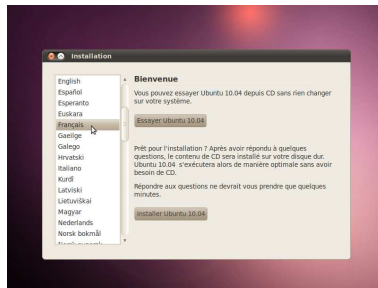 Installation
English
Español
Esperanto
Euskara
Français
Gaeilge
Galego
Hrvatski
Italiano
Kurdî
Latviski
Lietuviškai
Magyar
Nederlands
Norsk bokmål
Norsk nynorsk
Bienvenue
Vous pouvez essayer Ubuntu 10.04 depuis CD sans rien changer
sur votre système.
Essayer Ubuntu 10.04
Prêt pour l'installation ? Après avoir répondu à quelques
questions, le contenu de CD sera installé sur votre disque dur.
Ubuntu 10.04 s'exécutera alors de manière optimale sans avoir
besoin de CD.
Répondre aux questions ne devrait vous prendre que quelques
minutes.
Installer Ubuntu 10.04